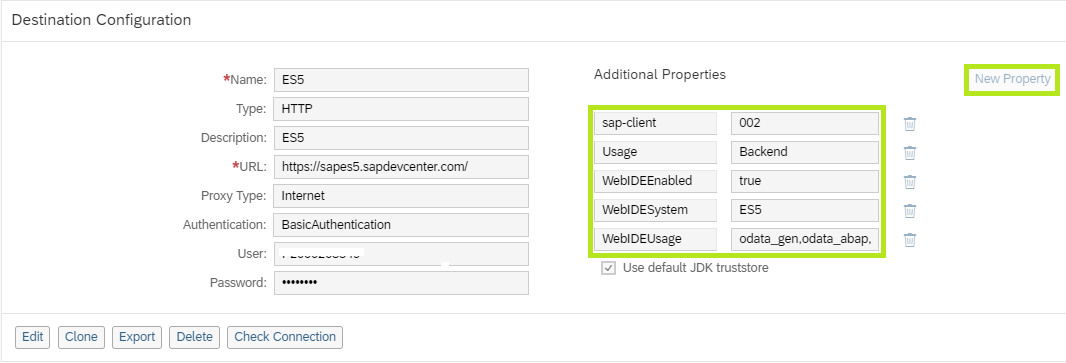 Destination Configuration
*Name: ES5
Type: HTTP
Description: ES5
*URL: https://sapes5.sapdevcenter.com/
Proxy Type: Internet
Authentication: BasicAuthentication
User:
Password: ••••••••
Additional Properties
New Property
sap-client 002
Usage Backend
WebIDEEnabled true
WebIDESystem ES5
WebIDEUsage odata_gen,odata_abap,
Use default JDK truststore
Edit Clone Export Delete Check Connection